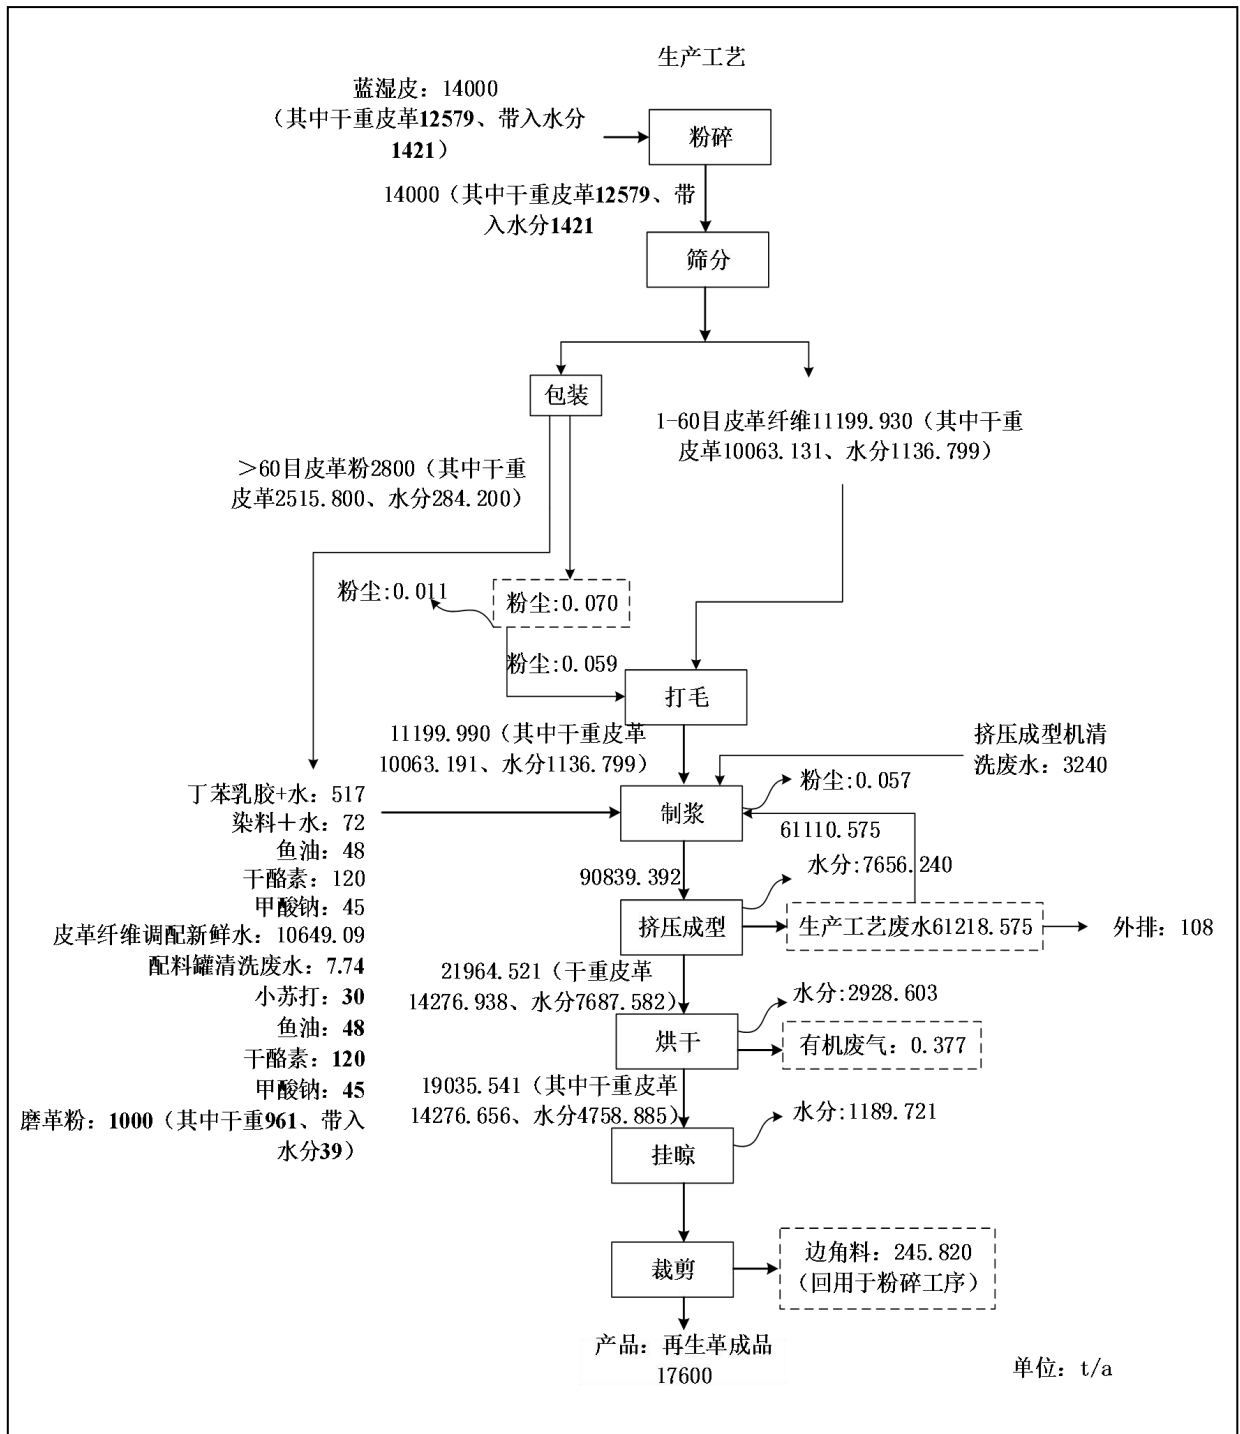 生产工艺
蓝湿皮：14000
（其中干重皮革12579、带入水分
1421）
粉碎
14000（其中干重皮革12579、带
入水分1421
筛分
包装
1-60目皮革纤维11199.930（其中干重
皮革10063.131、水分1136.799）
＞60目皮革粉2800（其中干重
皮革2515.800、水分284.200）
粉尘:0.011
粉尘:0.070
粉尘:0.059
打毛
11199.990（其中干重皮革
10063.191、水分1136.799）
挤压成型机清
洗废水：3240
丁苯乳胶+水：517
染料＋水：72
鱼油：48
干酪素：120
甲酸钠：45
皮革纤维调配新鲜水：10649.09
配料罐清洗废水：7.74
小苏打：30
鱼油：48
干酪素：120
甲酸钠：45
磨革粉：1000（其中干重961、带入
水分39）
制浆
粉尘:0.057
61110.575
90839.392
水分:7656.240
挤压成型
生产工艺废水61218.575
外排：108
21964.521（干重皮革
14276.938、水分7687.582）
水分:2928.603
烘干
有机废气：0.377
19035.541（其中干重皮革
14276.656、水分4758.885）
水分:1189.721
挂晾
裁剪
边角料：245.820
（回用于粉碎工序）
产品：再生革成品
17600
单位：t/a